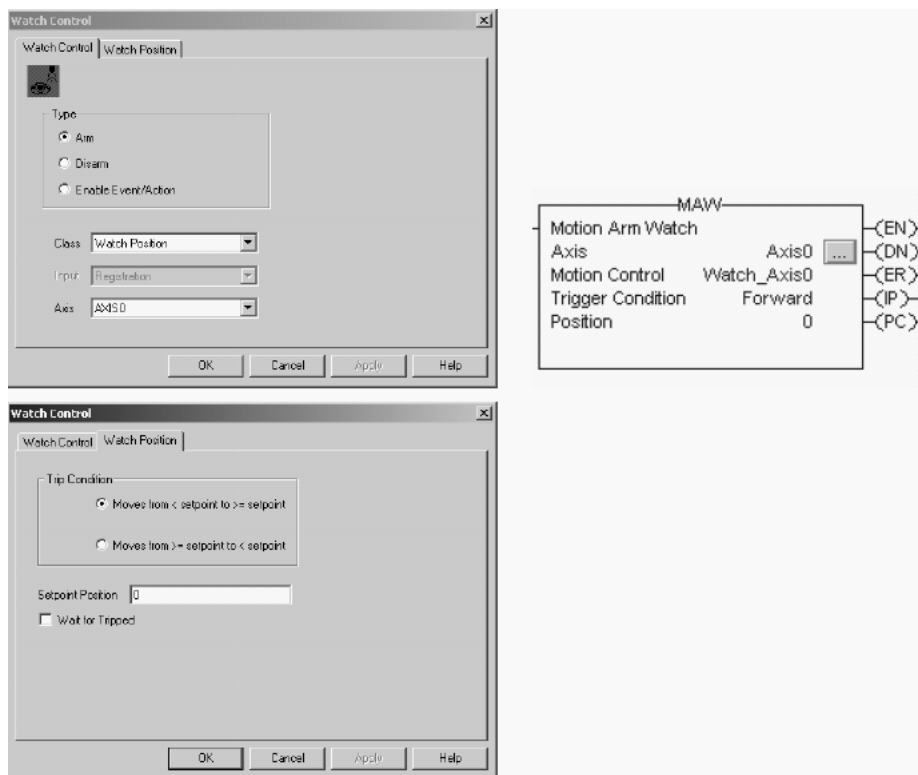 Watch Control
Watch Control Watch Position
Type
Arm
Disarm
Enable Event/Action
Class Watch Position
Input Registration
Axis AXIS0
OK Cancel Apply Help
MAW
Motion Arm Watch
Axis Axis0 ...
Motion Control Watch_Axis0
Trigger Condition Forward
Position 0
(EN)
(DN)
(ER)
(IP)
(PC)
Watch Control
Watch Control Watch Position
Trip Condition
Moves from < setpoint to >= setpoint
Moves from >= setpoint to < setpoint
Setpoint Position 0
Wait for Tripped
OK Cancel Apply Help